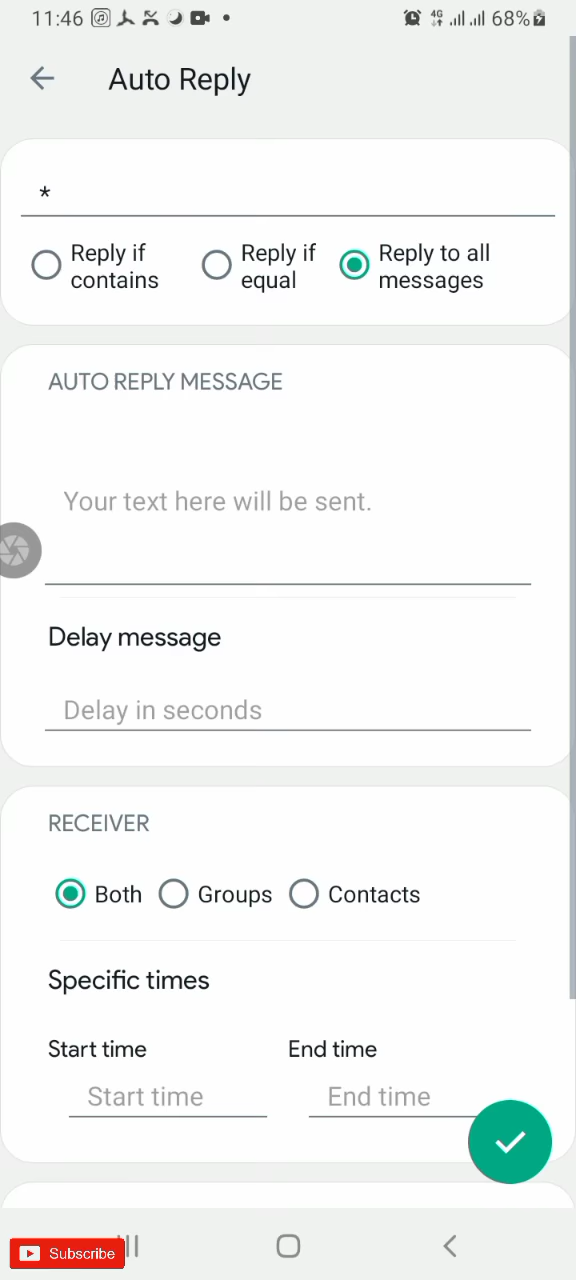 11:46 4G 68%
Auto Reply
*
Reply if contains
Reply if equal
Reply to all messages
AUTO REPLY MESSAGE
Your text here will be sent.
Delay message
Delay in seconds
RECEIVER
Both Groups Contacts
Specific times
Start time End time
Start time End time
Subscribe